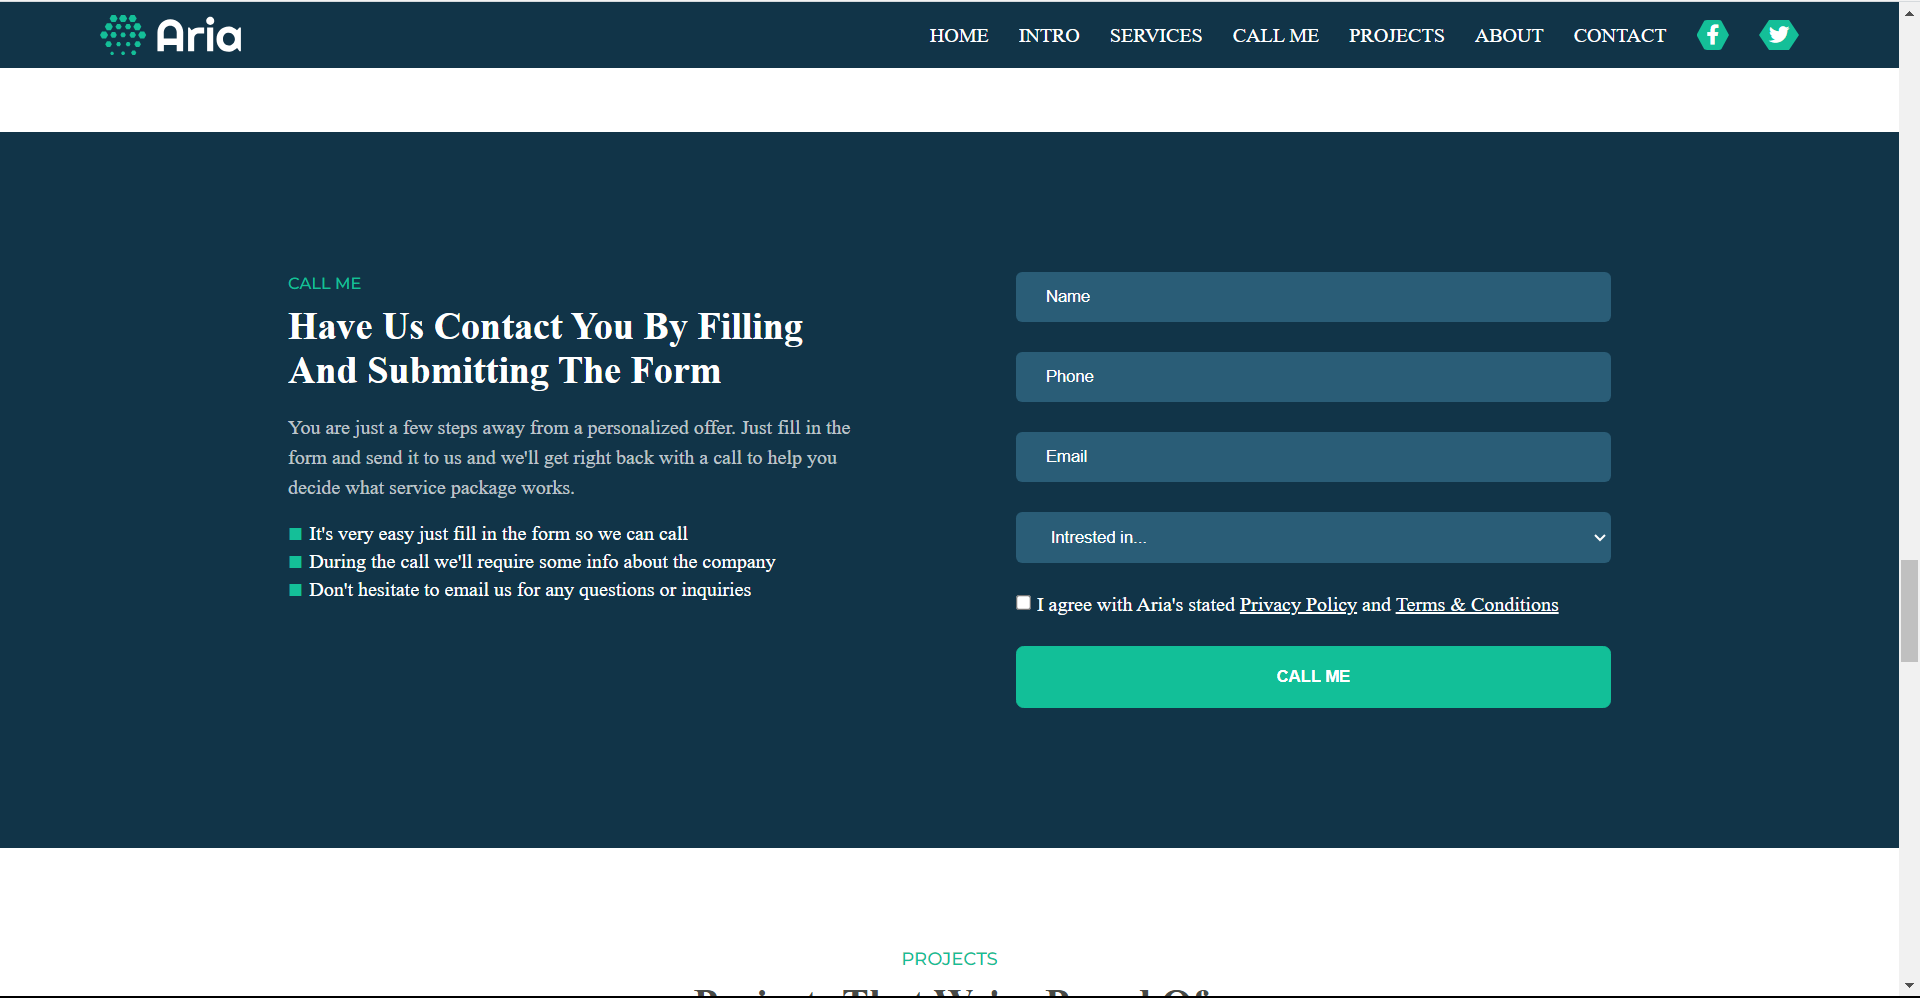 Aria
HOME INTRO SERVICES CALL ME PROJECTS ABOUT CONTACT
CALL ME
Have Us Contact You By Filling
And Submitting The Form
You are just a few steps away from a personalized offer. Just fill in the
form and send it to us and we'll get right back with a call to help you
decide what service package works.
It's very easy just fill in the form so we can call
During the call we'll require some info about the company
Don't hesitate to email us for any questions or inquiries
Name
Phone
Email
Intrested in...
I agree with Aria's stated Privacy Policy and Terms & Conditions
CALL ME
PROJECTS